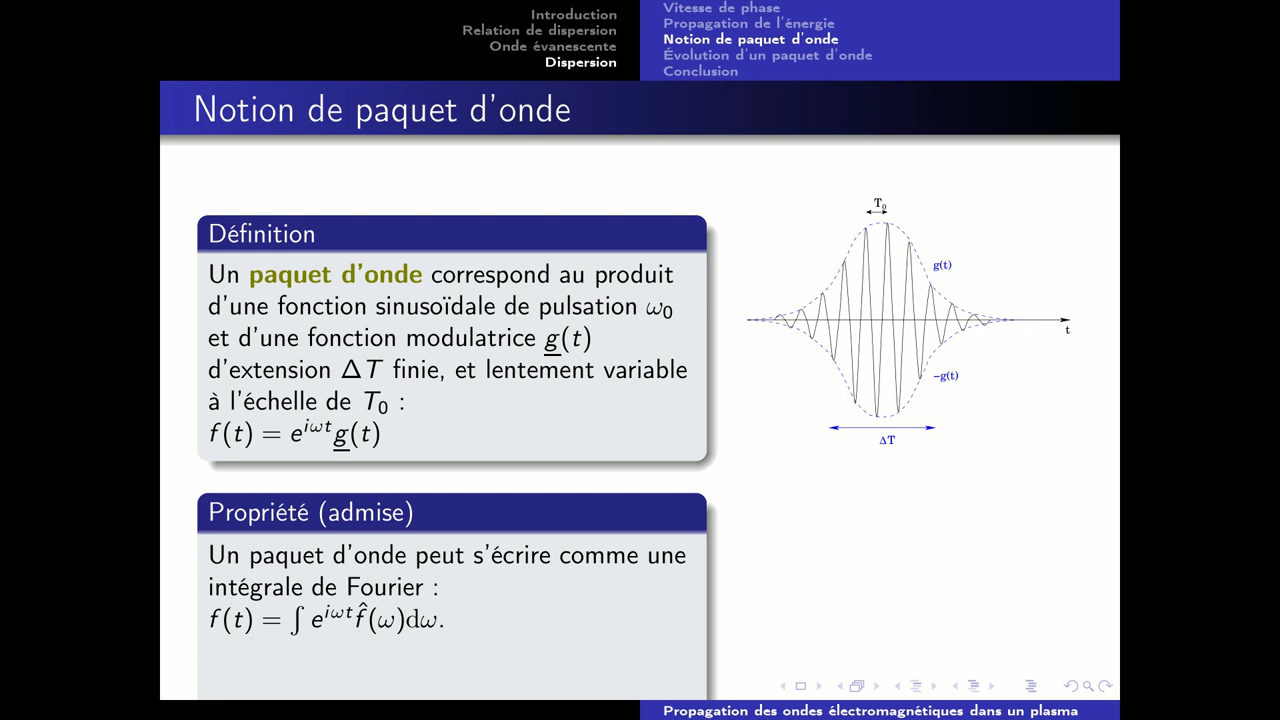 Introduction
Relation de dispersion
Onde évanescente
Dispersion
Vitesse de phase
Propagation de l'énergie
Notion de paquet d'onde
Évolution d'un paquet d'onde
Conclusion
Notion de paquet d'onde
Définition
Un paquet d'onde correspond au produit
d'une fonction sinusoïdale de pulsation ω₀
et d'une fonction modulatrice g(t)
d'extension ΔT finie, et lentement variable
à l'échelle de T₀ :
f(t) = e^{iωt}g(t)
Propriété (admise)
Un paquet d'onde peut s'écrire comme une
intégrale de Fourier :
f(t) = ∫ e^{iωt}f̂(ω)dω.
T₀
g(t)
t
−g(t)
ΔT
Propagation des ondes électromagnétiques dans un plasma